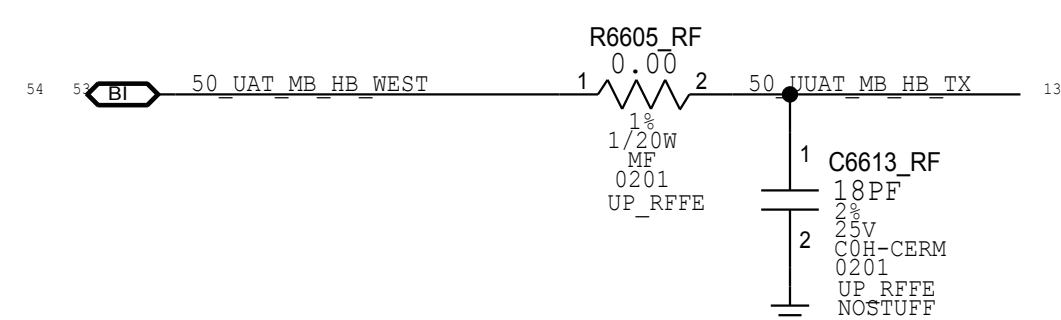 R6605_RF
0.00
54 53 BI 50_UAT_MB_HB_WEST 1 2 50_UUAT_MB_HB_TX 13
1%
1/20W
MF
0201
UP_RFFE
1 C6613_RF
18PF
2%
25V
2 C0H-CERM
0201
UP_RFFE
NOSTUFF